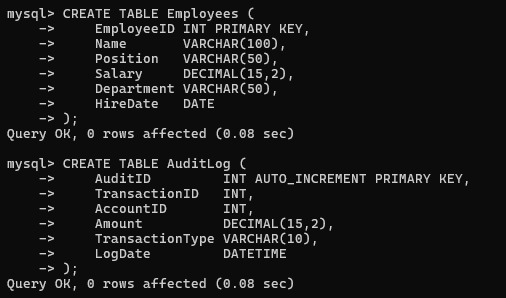 mysql> CREATE TABLE Employees (
    ->     EmployeeID INT PRIMARY KEY,
    ->     Name       VARCHAR(100),
    ->     Position   VARCHAR(50),
    ->     Salary     DECIMAL(15,2),
    ->     Department VARCHAR(50),
    ->     HireDate   DATE
    -> );
Query OK, 0 rows affected (0.08 sec)

mysql> CREATE TABLE AuditLog (
    ->     AuditID         INT AUTO_INCREMENT PRIMARY KEY,
    ->     TransactionID   INT,
    ->     AccountID       INT,
    ->     Amount          DECIMAL(15,2),
    ->     TransactionType VARCHAR(10),
    ->     LogDate         DATETIME
    -> );
Query OK, 0 rows affected (0.08 sec)